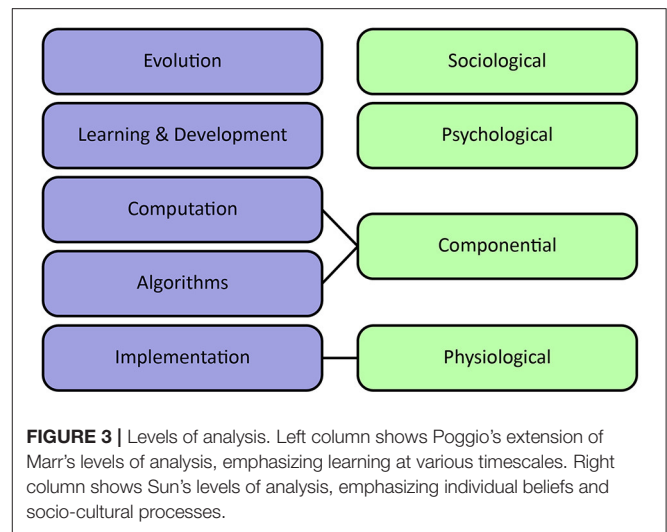 Evolution
Sociological
Learning & Development
Psychological
Computation
Componential
Algorithms
Implementation
Physiological
FIGURE 3 | Levels of analysis. Left column shows Poggio’s extension of
Marr’s levels of analysis, emphasizing learning at various timescales. Right
column shows Sun’s levels of analysis, emphasizing individual beliefs and
socio-cultural processes.